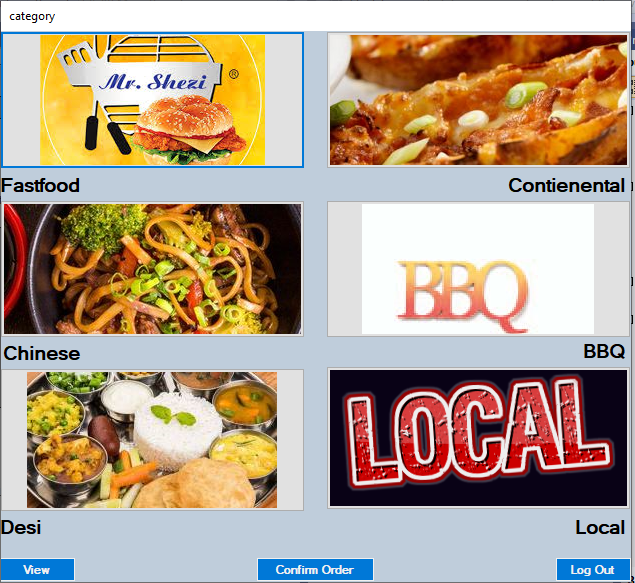 category
Mr. Shezi ®
Fastfood
Contienental
BBQ
Chinese
BBQ
LOCAL
Desi
Local
View
Confirm Order
Log Out